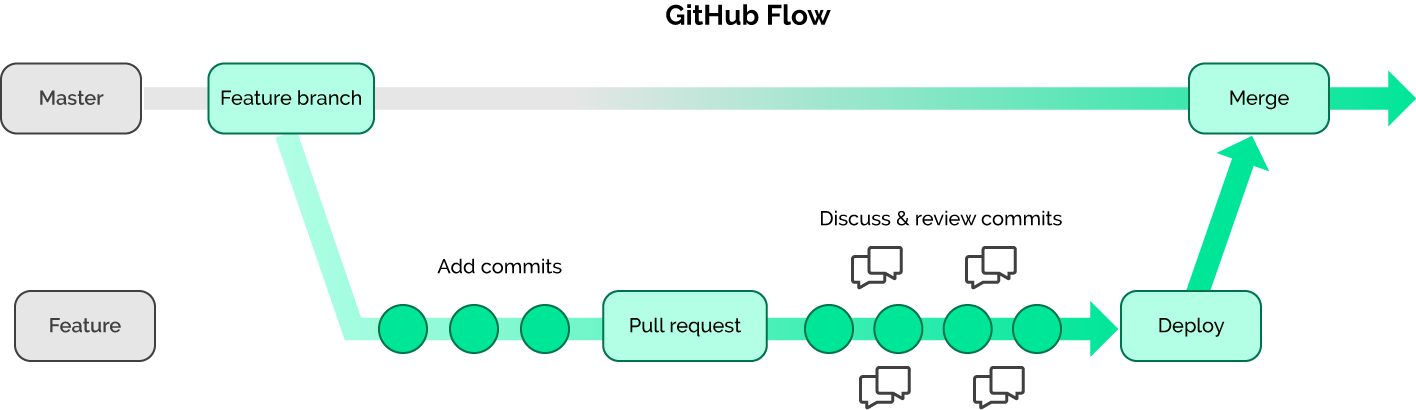 GitHub Flow
Master
Feature branch
Merge
Discuss & review commits
Add commits
Feature
Pull request
Deploy